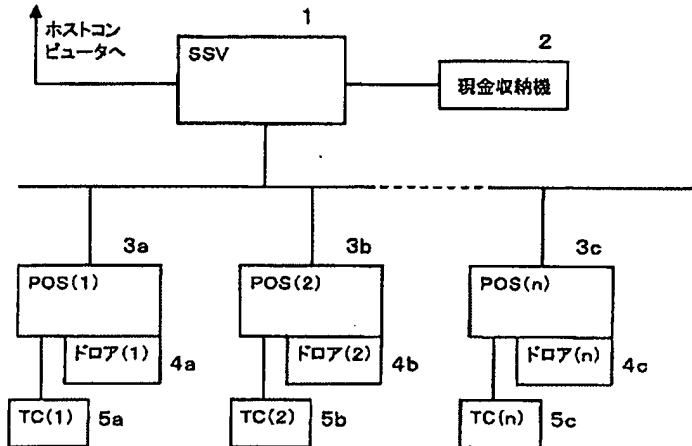 1
ホストコン
ピュータへ
SSV
2
現金収納機
3a
3b
3c
POS(1)
POS(2)
POS(n)
ドロア(1)
ドロア(2)
ドロア(n)
4a
4b
4c
TC(1)
5a
TC(2)
5b
TC(n)
5c